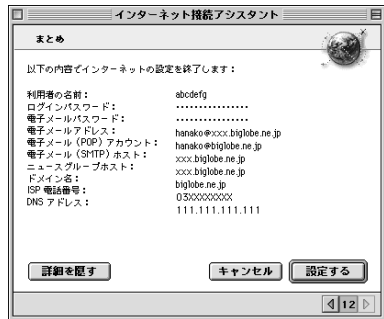 インターネット接続アシスタント
まとめ
以下の内容でインターネットの設定を終了します：
利用者の名前： abcdefg
ログインパスワード： ................
電子メールパスワード： ................
電子メールアドレス： hanako@xxx.biglobe.ne.jp
電子メール（POP）アカウント： hanako@biglobe.ne.jp
電子メール（SMTP）ホスト： xxx.biglobe.ne.jp
ニュースグループホスト： xxx.biglobe.ne.jp
ドメイン名： biglobe.ne.jp
ISP 電話番号： 03XXXXXXXX
DNS アドレス： 111.111.111.111
詳細を隠す キャンセル 設定する
12